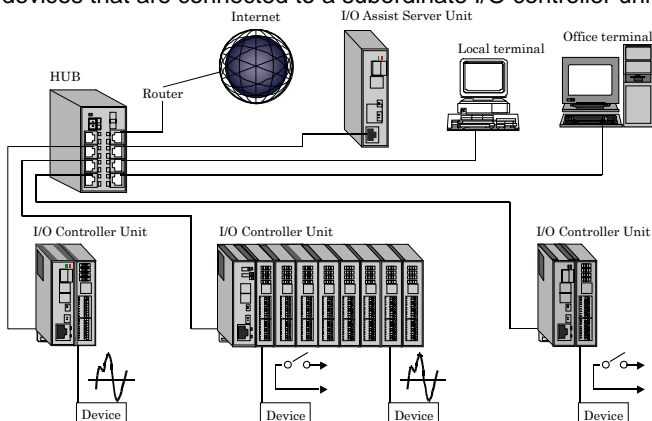 devices that are connected to a subordinate I/O controller uni
Internet
I/O Assist Server Unit
Local terminal
Office terminal
HUB
Router
I/O Controller Unit
I/O Controller Unit
I/O Controller Unit
Device
Device
Device
Device